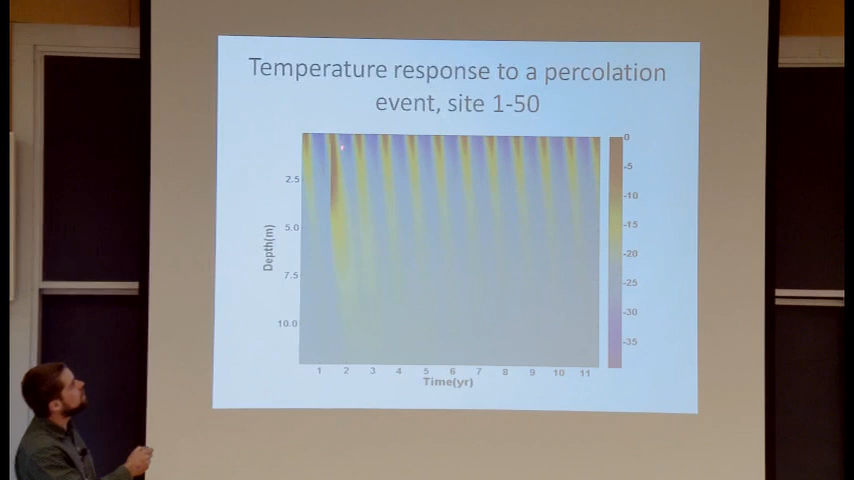 Temperature response to a percolation
event, site 1-50
0
-5
-10
-15
-20
-25
-30
-35
2.5
5.0
7.5
10.0
Depth(m)
1 2 3 4 5 6 7 8 9 10 11
Time(yr)